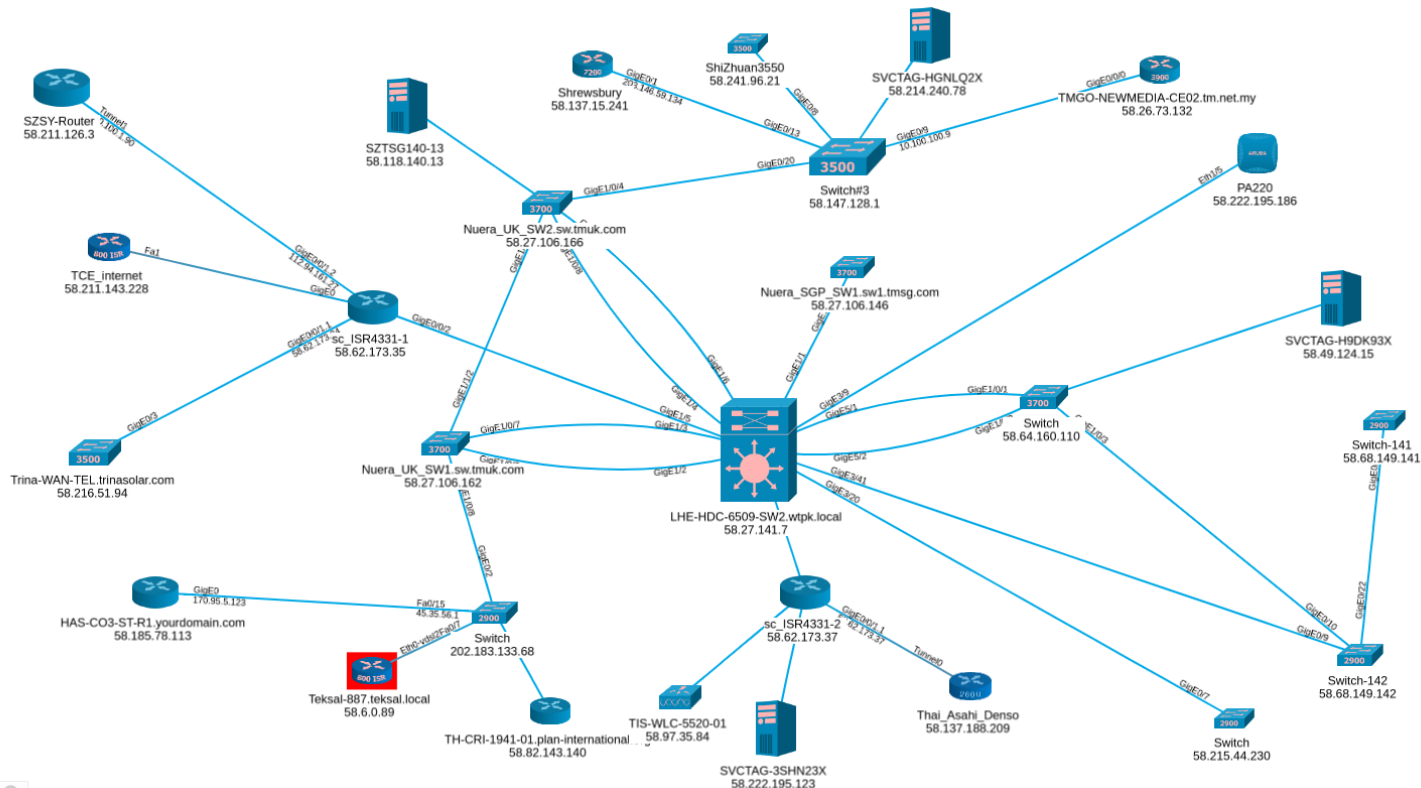 SVCTAG-HGNLQ2X
58.214.240.78
3500
ShiZhuan3550
58.241.96.21
7200
Shrewsbury
58.137.15.241
GigE0/1
GigE0/8
GigE0/13
GigE0/0/0
3900
TMGO-NEWMEDIA-CE02.tm.net.my
58.26.73.132
GigE0/9
10.100.100.9
GigE0/20
3500
Switch#3
58.147.128.1
SZSY-Router
58.211.126.3
SZTSG140-13
58.118.140.13
GigE1/0/4
3700
Nuera_UK_SW2.sw.tmuk.com
58.27.106.166
ARUBA
PA220
58.222.195.186
Eth1/5
800 ISR
TCE_internet
58.211.143.228
Fa1
GigE0/0/1.2
112.94.161.27
GigE0
3700
Nuera_SGP_SW1.sw1.tmsg.com
58.27.106.146
GigE1/1
sc_ISR4331-1
58.62.173.35
GigE0/0/2
GigE0/0/1.1
SVCTAG-H9DK93X
58.49.124.15
GigE0/3
3500
Trina-WAN-TEL.trinasolar.com
58.216.51.94
GigE1/1/2
GigE1/6
GigE1/4
GigE1/5
GigE1/3
GigE1/2
GigE3/9
GigE5/1
GigE5/2
GigE3/41
GigE3/20
GigE1/0/1
3700
Switch
58.64.160.110
2900
Switch-141
58.68.149.141
GigE1/0/7
3700
Nuera_UK_SW1.sw.tmuk.com
58.27.106.162
LHE-HDC-6509-SW2.wtpk.local
58.27.141.7
GigE0/2
GigE0/22
GigE0/10
GigE0/9
2900
Switch-142
58.68.149.142
GigE0
170.95.5.123
HAS-CO3-ST-R1.yourdomain.com
58.185.78.113
Fa0/15
45.35.56.1
2900
Switch
202.183.133.68
Fa0/7
800 ISR
Teksal-887.teksal.local
58.6.0.89
TH-CRI-1941-01.plan-international
58.82.143.140
sc_ISR4331-2
58.62.173.37
GigE0/0/1.1
Tunnel0
TIS-WLC-5520-01
58.97.35.84
SVCTAG-3SHN23X
58.222.195.123
2600
Thai_Asahi_Denso
58.137.188.209
GigE0/7
2900
Switch
58.215.44.230